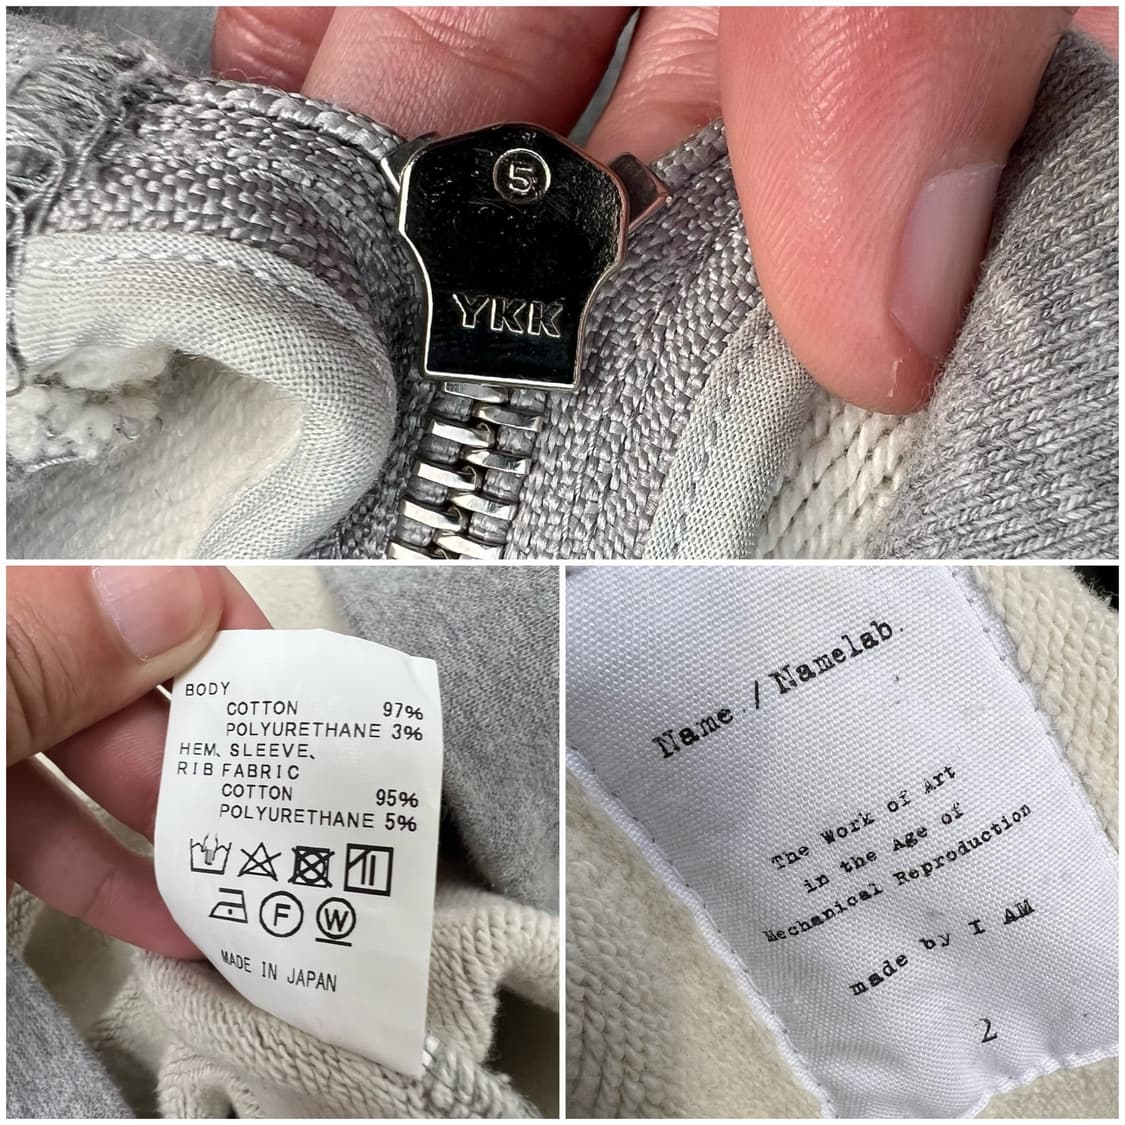 5
YKK
BODY
COTTON 97%
POLYURETHANE 3%
HEM、SLEEVE、
RIB FABRIC
COTTON 95%
POLYURETHANE 5%
F W
MADE IN JAPAN
Name./Namelab.
The Work of Art
in the Age of
Mechanical Reproduction
made by I AM
2